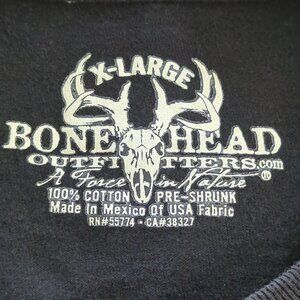 X-LARGE
BONE HEAD
OUTFITTERS.com
A Force in Nature
100% COTTON PRE-SHRUNK
Made In Mexico Of USA Fabric
RN#55774 - CA#38327